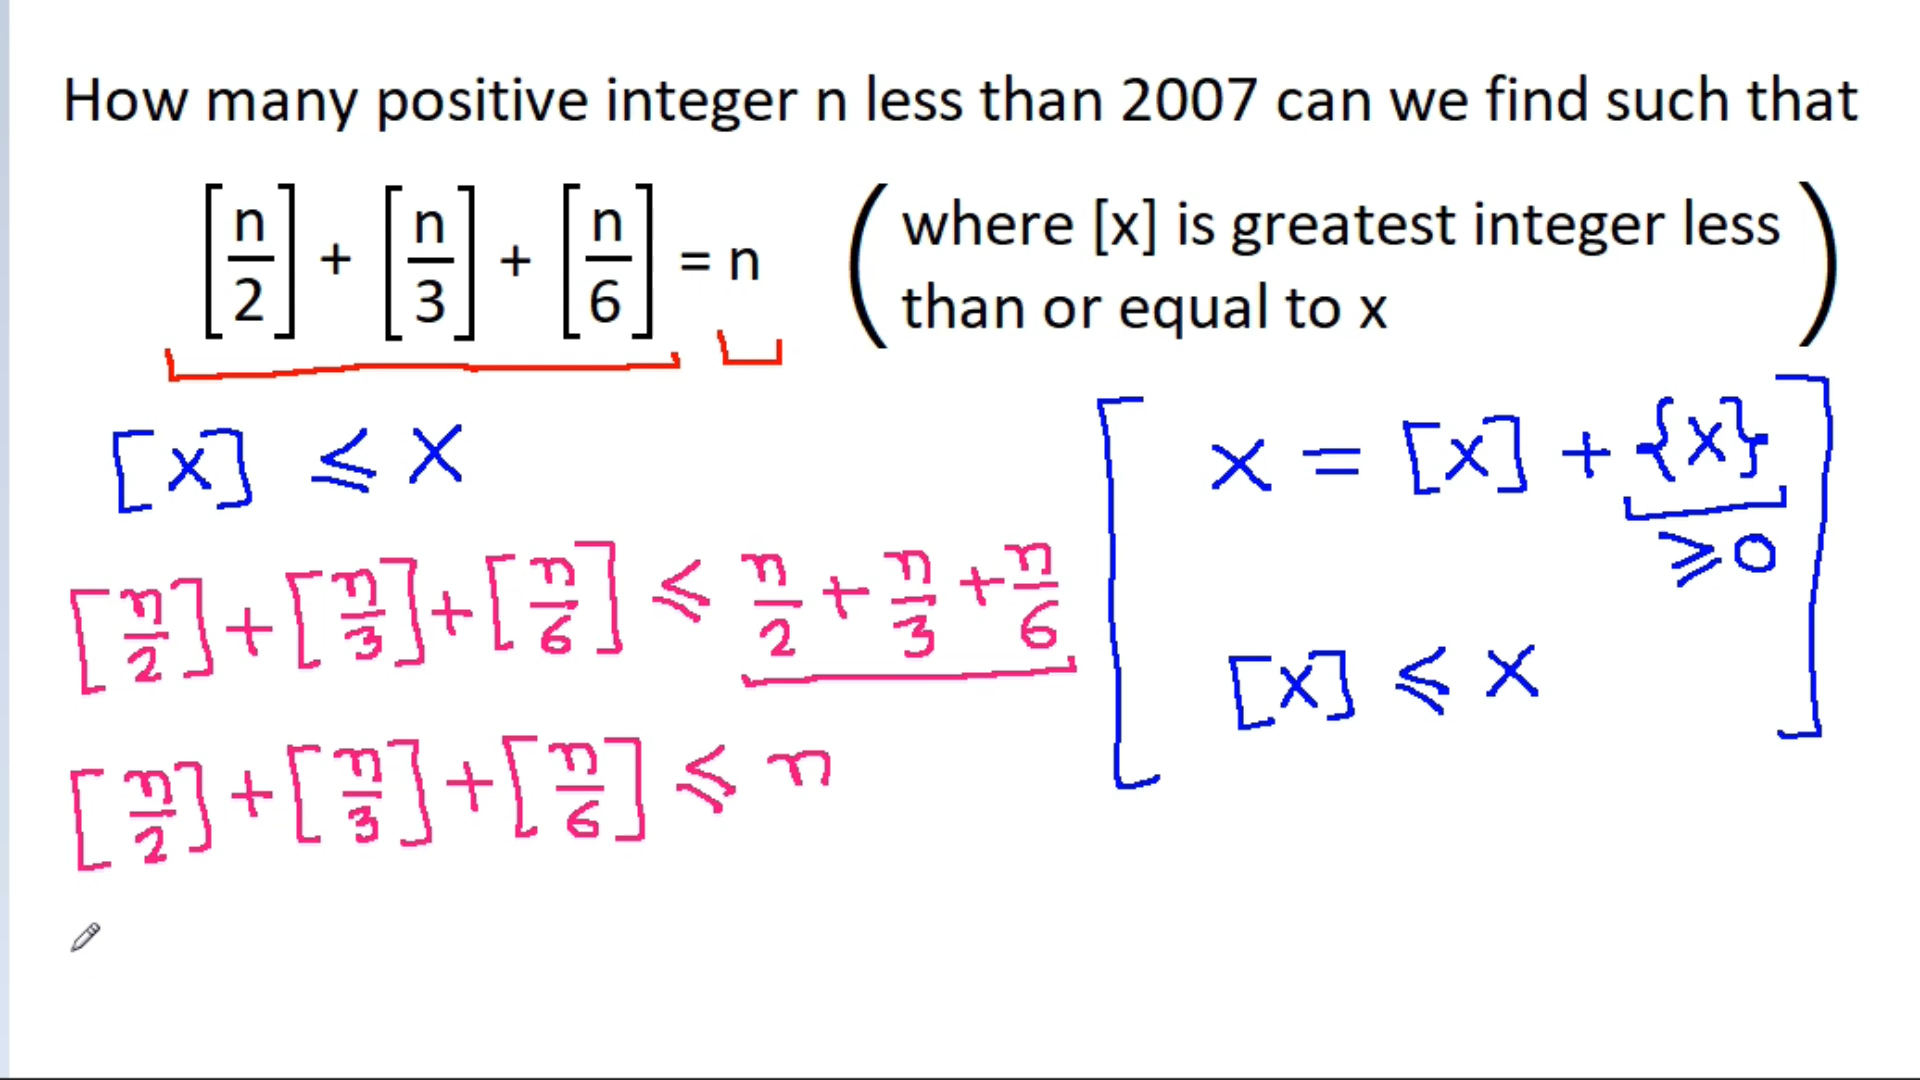 How many positive integer n less than 2007 can we find such that
[n/2] + [n/3] + [n/6] = n (where [x] is greatest integer less
than or equal to x)
[x] ⩽ x
x = [x] + {x}
⩾ 0
[n/2] + [n/3] + [n/6] ⩽ n/2 + n/3 + n/6
[x] ⩽ x
[n/2] + [n/3] + [n/6] ⩽ n